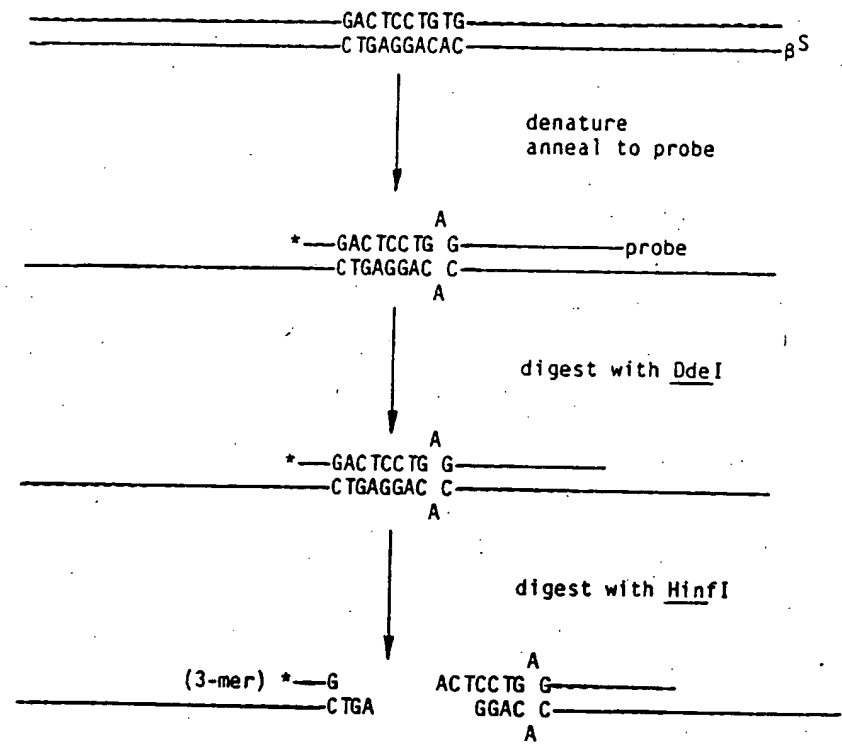 GACTCCTGTG
CTGAGGACAC βS
denature
anneal to probe
A
*—GACTCCTG G—probe
CTGAGGAC C
A
digest with DdeI
A
*—GACTCCTG G
CTGAGGAC C
A
digest with HinfI
A
(3-mer) *—G ACTCCTG G
CTGA GGAC C
A